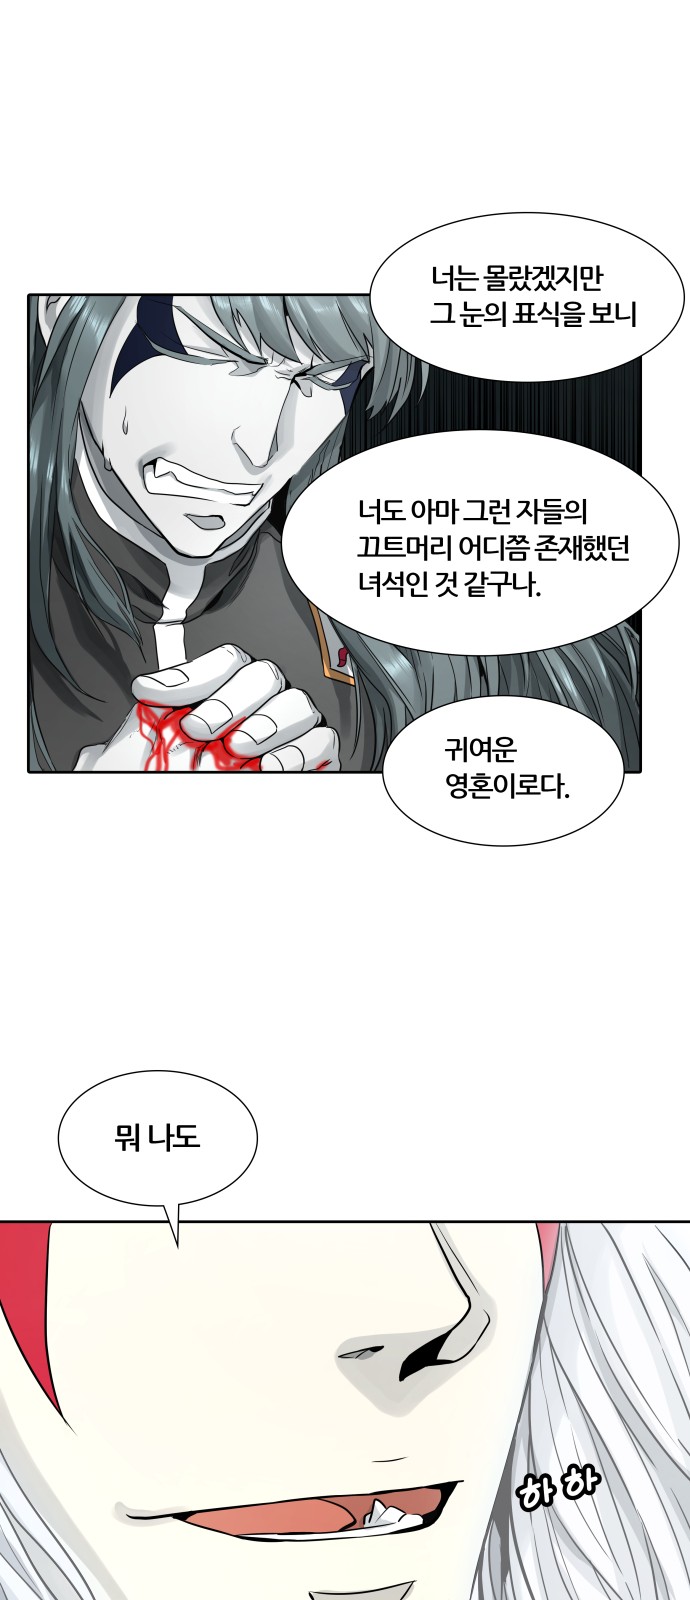 너는 몰랐겠지만
그 눈의 표식을 보니
너도 아마 그런 자들의
끄트머리 어디쯤 존재했던
녀석인 것 같구나.
귀여운
영혼이로다.
뭐 나도
하 하